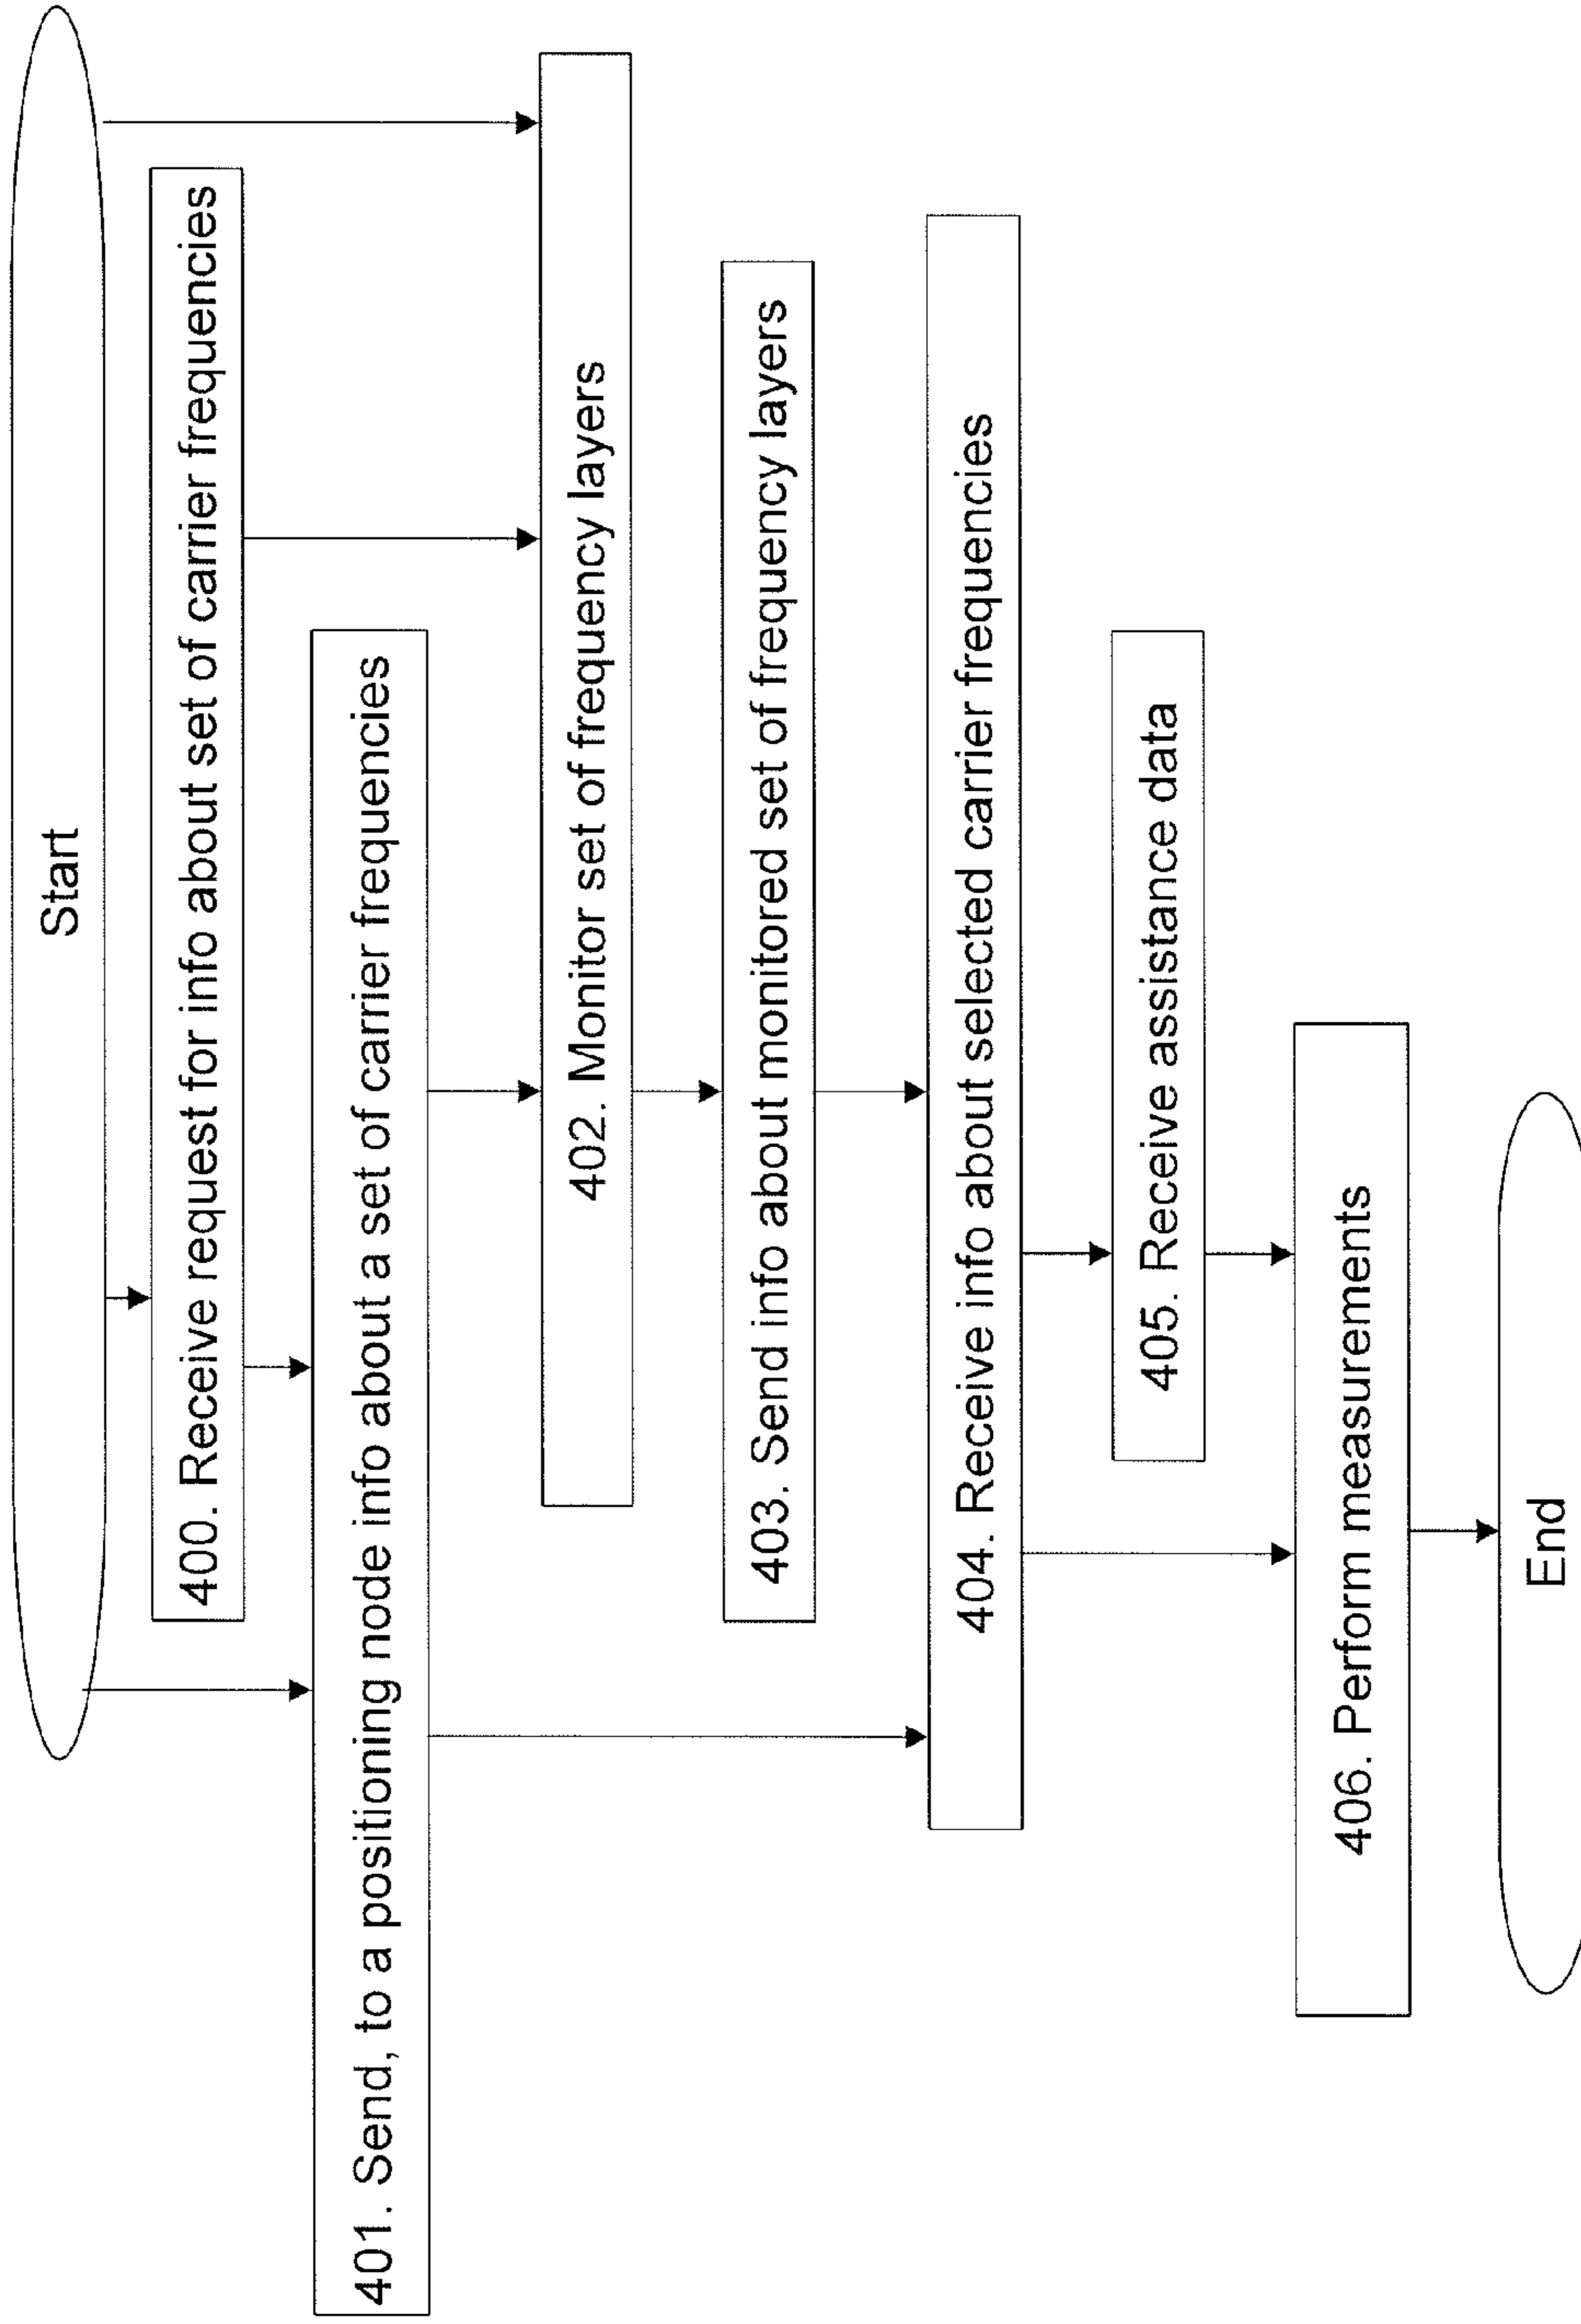 Start
400. Receive request for info about set of carrier frequencies
401. Send, to a positioning node info about a set of carrier frequencies
402. Monitor set of frequency layers
403. Send info about monitored set of frequency layers
404. Receive info about selected carrier frequencies
405. Receive assistance data
406. Perform measurements
End